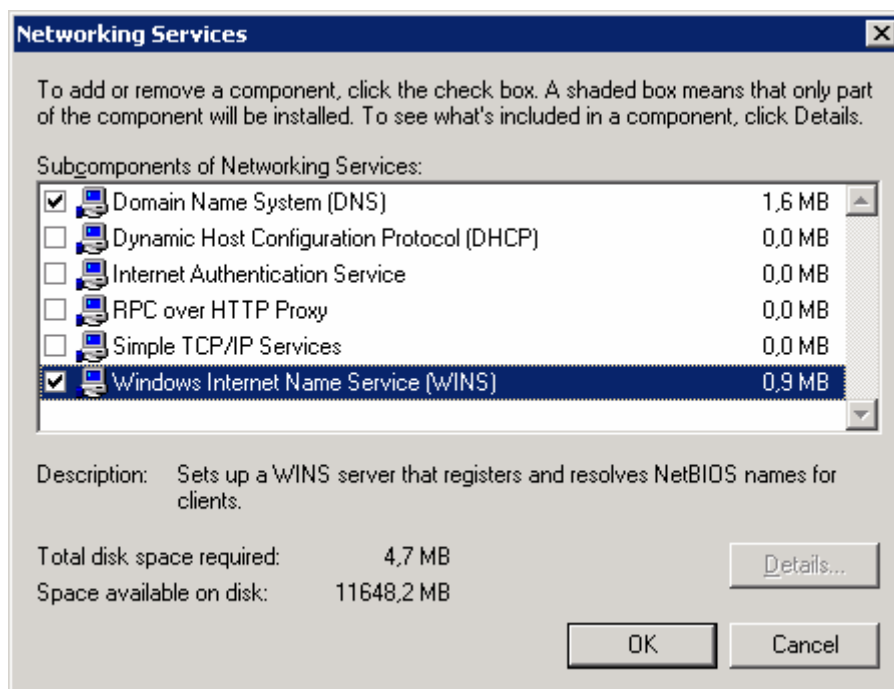 Networking Services
To add or remove a component, click the check box. A shaded box means that only part
of the component will be installed. To see what's included in a component, click Details.
Subcomponents of Networking Services:
Domain Name System (DNS) 1,6 MB
Dynamic Host Configuration Protocol (DHCP) 0,0 MB
Internet Authentication Service 0,0 MB
RPC over HTTP Proxy 0,0 MB
Simple TCP/IP Services 0,0 MB
Windows Internet Name Service (WINS) 0,9 MB
Description: Sets up a WINS server that registers and resolves NetBIOS names for
clients.
Total disk space required: 4,7 MB
Details...
Space available on disk: 11648,2 MB
OK Cancel